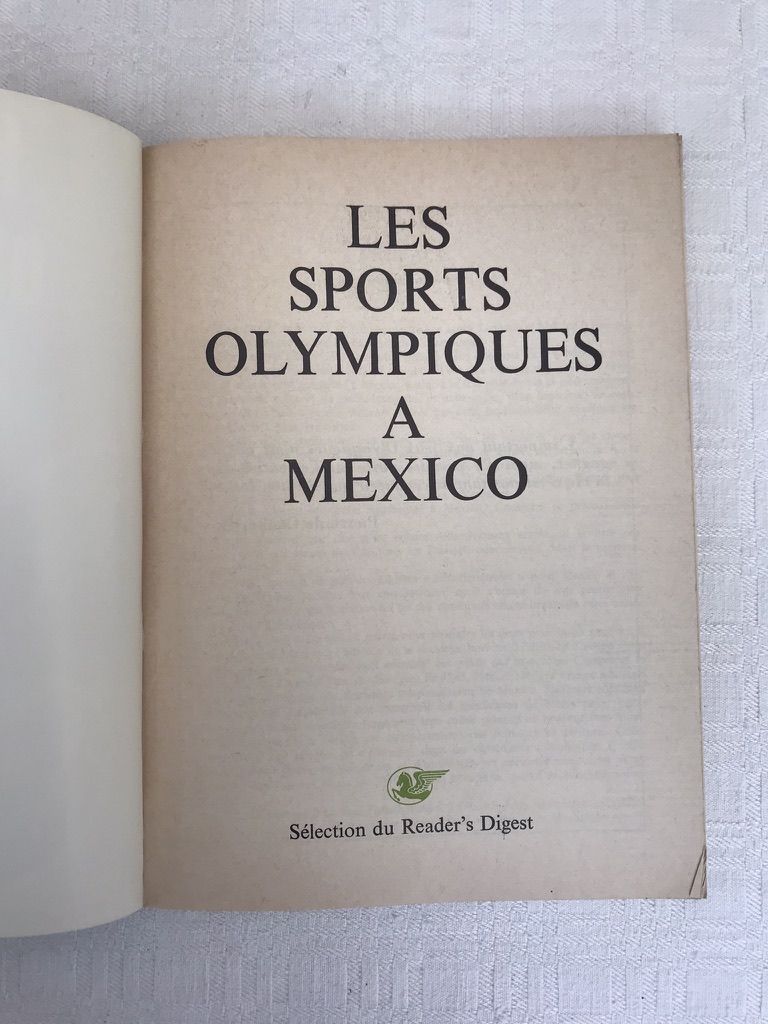 LES
SPORTS
OLYMPIQUES
A
MEXICO
Sélection du Reader's Digest